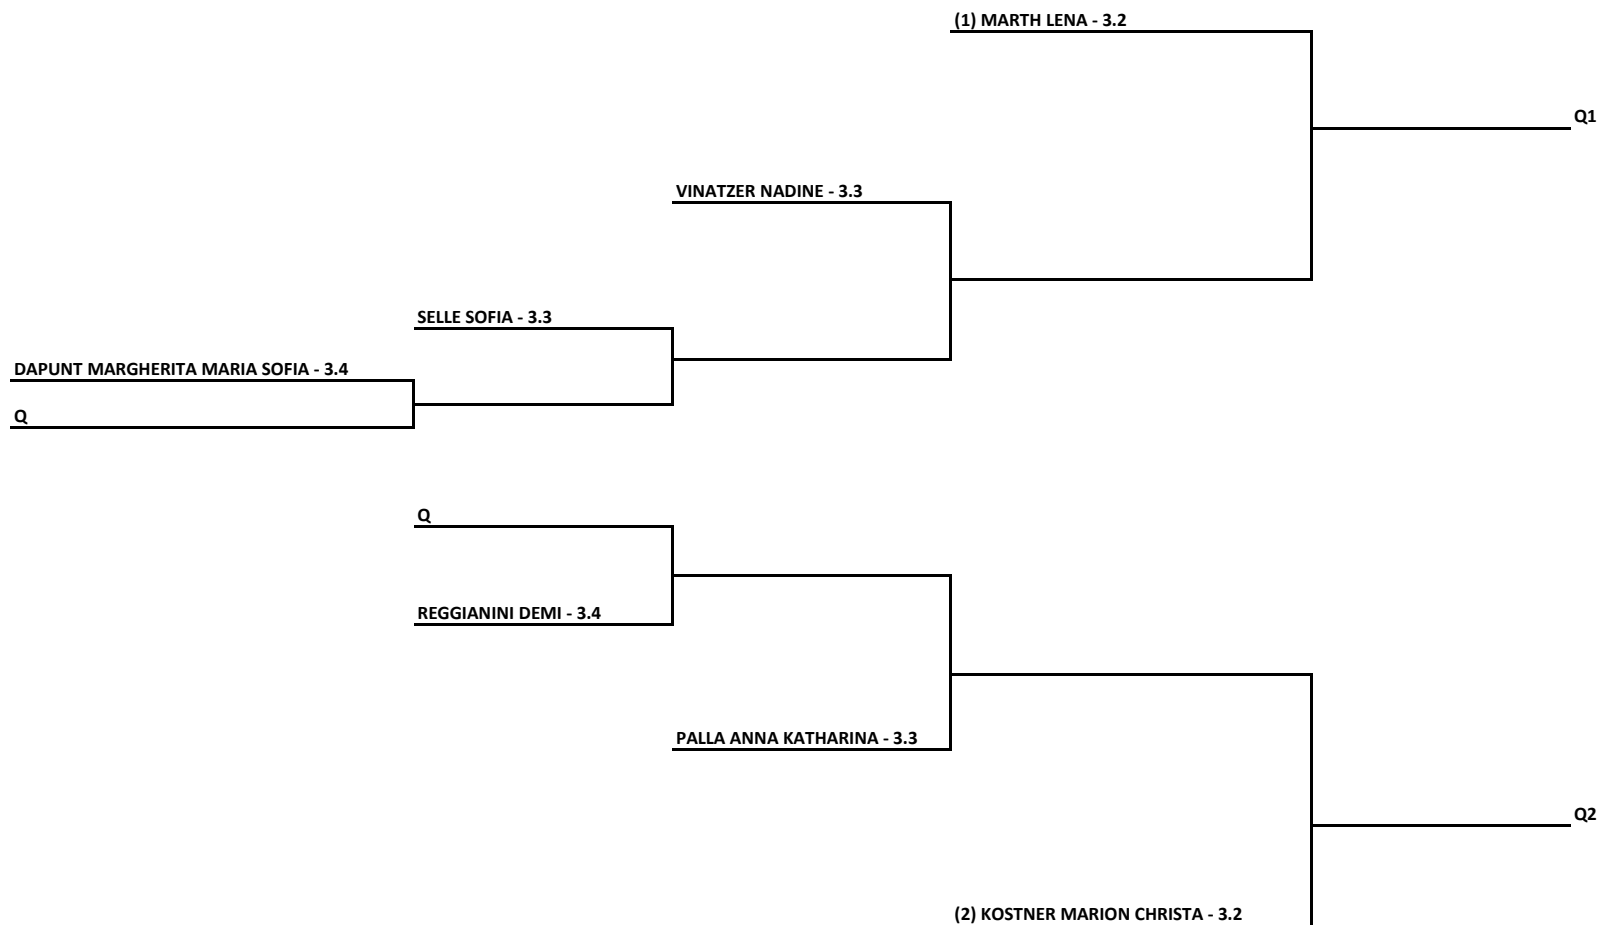 (1) MARTH LENA - 3.2
Q1
VINATZER NADINE - 3.3
SELLE SOFIA - 3.3
DAPUNT MARGHERITA MARIA SOFIA - 3.4
Q
Q
REGGIANINI DEMI - 3.4
PALLA ANNA KATHARINA - 3.3
Q2
(2) KOSTNER MARION CHRISTA - 3.2